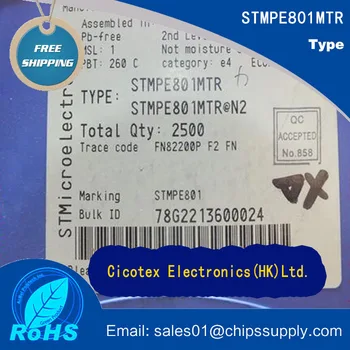 STMPE801MTR
Type
FREE
SHIPPING
Assembled in
Pb-free 2nd Level
MSL: 1 Not moisture s
PBT: 260 C category: e4 ECO
TYPE: STMPE801MTR
STMPE801MTR@N2
Total Qty: 2500
Trace code FN82200P F2 FN
Marking STMPE801
Bulk ID 78G2213600024
STMicroelectr
QC
ACCEPTED
No.858
Cicotex Electronics(HK)Ltd.
RoHS
Email: sales01@chipssupply.com